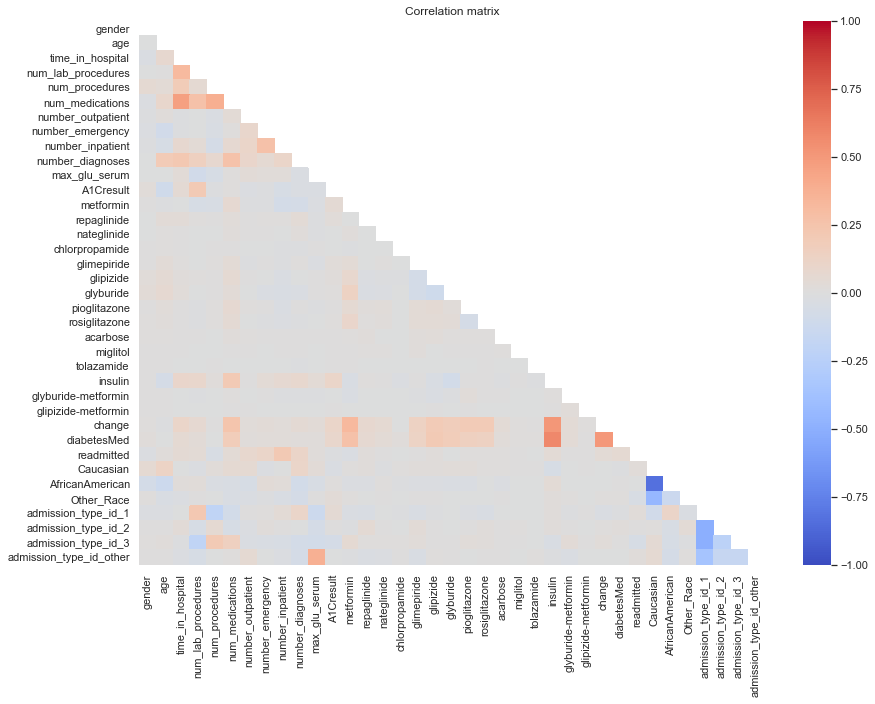 Correlation matrix
gender
age
time_in_hospital
num_lab_procedures
num_procedures
num_medications
number_outpatient
number_emergency
number_inpatient
number_diagnoses
max_glu_serum
A1Cresult
metformin
repaglinide
nateglinide
chlorpropamide
glimepiride
glipizide
glyburide
pioglitazone
rosiglitazone
acarbose
miglitol
tolazamide
insulin
glyburide-metformin
glipizide-metformin
change
diabetesMed
readmitted
Caucasian
AfricanAmerican
Other_Race
admission_type_id_1
admission_type_id_2
admission_type_id_3
admission_type_id_other
gender
age
time_in_hospital
num_lab_procedures
num_procedures
num_medications
number_outpatient
number_emergency
number_inpatient
number_diagnoses
max_glu_serum
A1Cresult
metformin
repaglinide
nateglinide
chlorpropamide
glimepiride
glipizide
glyburide
pioglitazone
rosiglitazone
acarbose
miglitol
tolazamide
insulin
glyburide-metformin
glipizide-metformin
change
diabetesMed
readmitted
Caucasian
AfricanAmerican
Other_Race
admission_type_id_1
admission_type_id_2
admission_type_id_3
admission_type_id_other
1.00
0.75
0.50
0.25
0.00
−0.25
−0.50
−0.75
−1.00